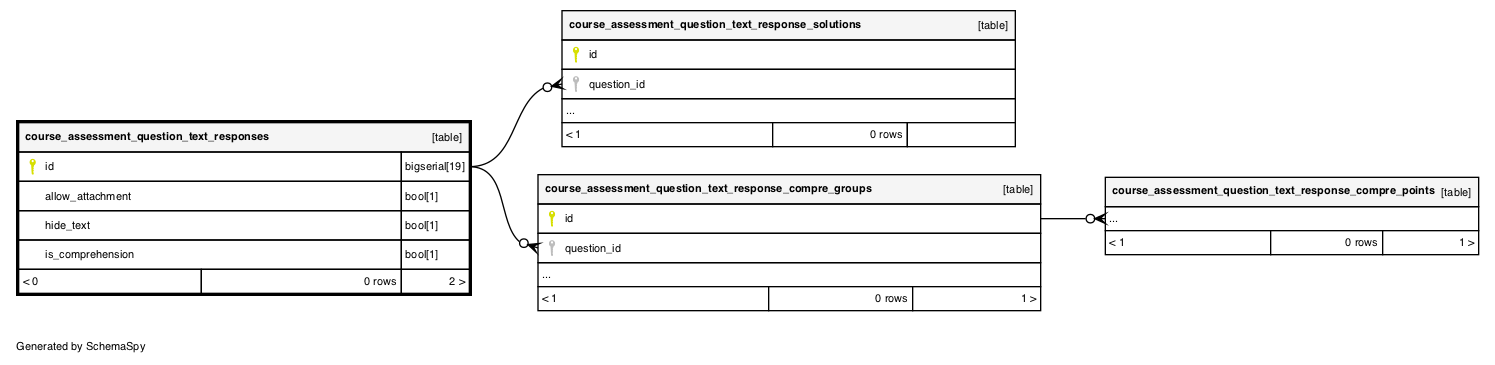 course_assessment_question_text_responses [table]
id bigserial[19]
allow_attachment bool[1]
hide_text bool[1]
is_comprehension bool[1]
< 0 0 rows 2 >
course_assessment_question_text_response_solutions [table]
id
question_id
...
< 1 0 rows
course_assessment_question_text_response_compre_groups [table]
id
question_id
...
< 1 0 rows 1 >
course_assessment_question_text_response_compre_points [table]
...
< 1 0 rows 1 >
Generated by SchemaSpy